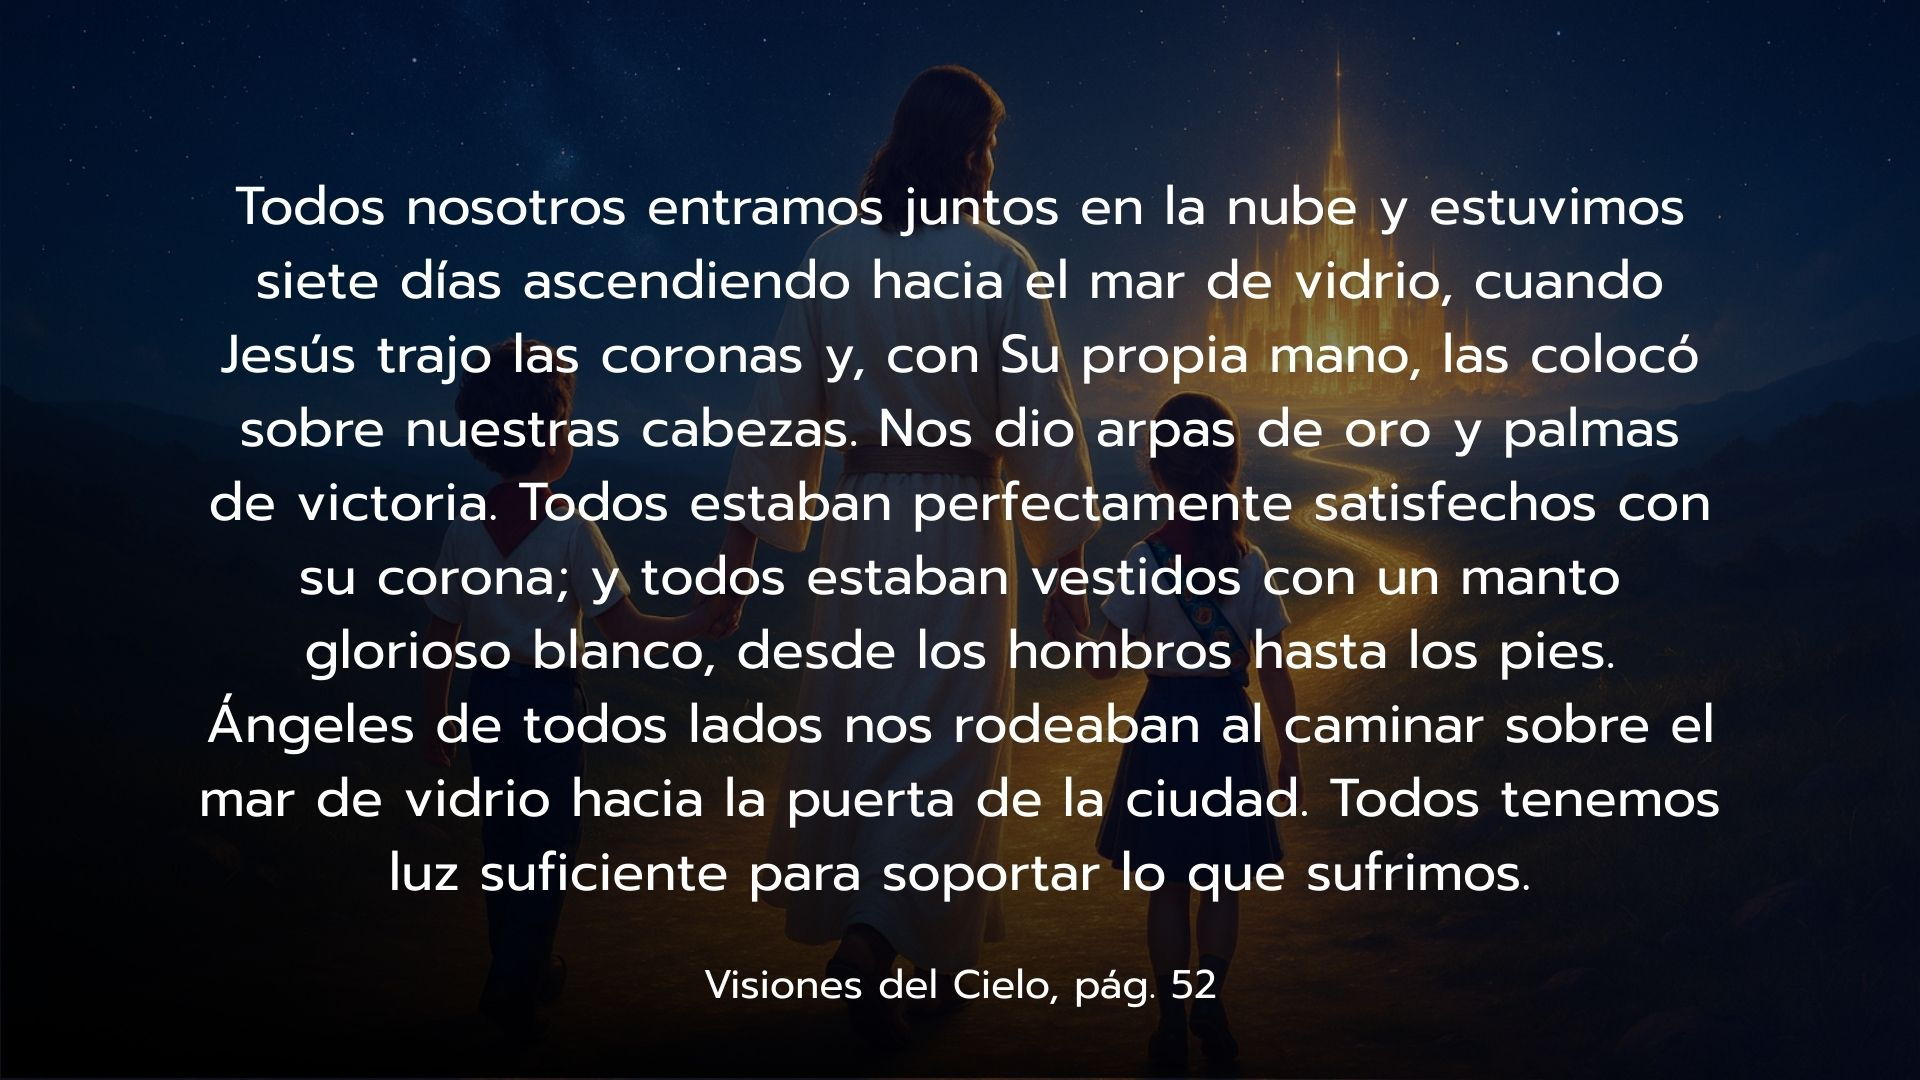 Todos nosotros entramos juntos en la nube y estuvimos
siete días ascendiendo hacia el mar de vidrio, cuando
Jesús trajo las coronas y, con Su propia mano, las colocó
sobre nuestras cabezas. Nos dio arpas de oro y palmas
de victoria. Todos estaban perfectamente satisfechos con
su corona; y todos estaban vestidos con un manto
glorioso blanco, desde los hombros hasta los pies.
Ángeles de todos lados nos rodeaban al caminar sobre el
mar de vidrio hacia la puerta de la ciudad. Todos tenemos
luz suficiente para soportar lo que sufrimos.
Visiones del Cielo, pág. 52